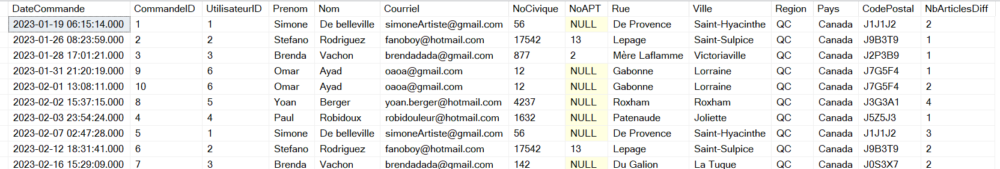 DateCommande CommandeID UtilisateurID Prenom Nom Courriel NoCivique NoAPT Rue Ville Region Pays CodePostal NbArticlesDiff
2023-01-19 06:15:14.000 1 1 Simone De belleville simoneArtiste@gmail.com 56 NULL De Provence Saint-Hyacinthe QC Canada J1J1J2 2
2023-01-26 08:23:59.000 2 2 Stefano Rodriguez fanoboy@hotmail.com 17542 13 Lepage Saint-Sulpice QC Canada J9B3T9 1
2023-01-28 17:01:21.000 3 3 Brenda Vachon brendadada@gmail.com 877 2 Mère Laflamme Victoriaville QC Canada J2P3B9 1
2023-01-31 21:20:19.000 9 6 Omar Ayad oaoa@gmail.com 12 NULL Gabonne Lorraine QC Canada J7G5F4 1
2023-02-01 13:08:11.000 10 6 Omar Ayad oaoa@gmail.com 12 NULL Gabonne Lorraine QC Canada J7G5F4 2
2023-02-02 15:37:15.000 8 5 Yoan Berger yoan.berger@hotmail.com 4237 NULL Roxham Roxham QC Canada J3G3A1 4
2023-02-03 23:54:24.000 4 4 Paul Robidoux robidouleur@hotmail.com 1632 NULL Patenaude Joliette QC Canada J5Z5J3 1
2023-02-07 02:47:28.000 5 1 Simone De belleville simoneArtiste@gmail.com 56 NULL De Provence Saint-Hyacinthe QC Canada J1J1J2 3
2023-02-12 18:31:41.000 6 2 Stefano Rodriguez fanoboy@hotmail.com 17542 13 Lepage Saint-Sulpice QC Canada J9B3T9 2
2023-02-16 15:29:09.000 7 3 Brenda Vachon brendadada@gmail.com 142 NULL Du Galion La Tuque QC Canada J0S3X7 2